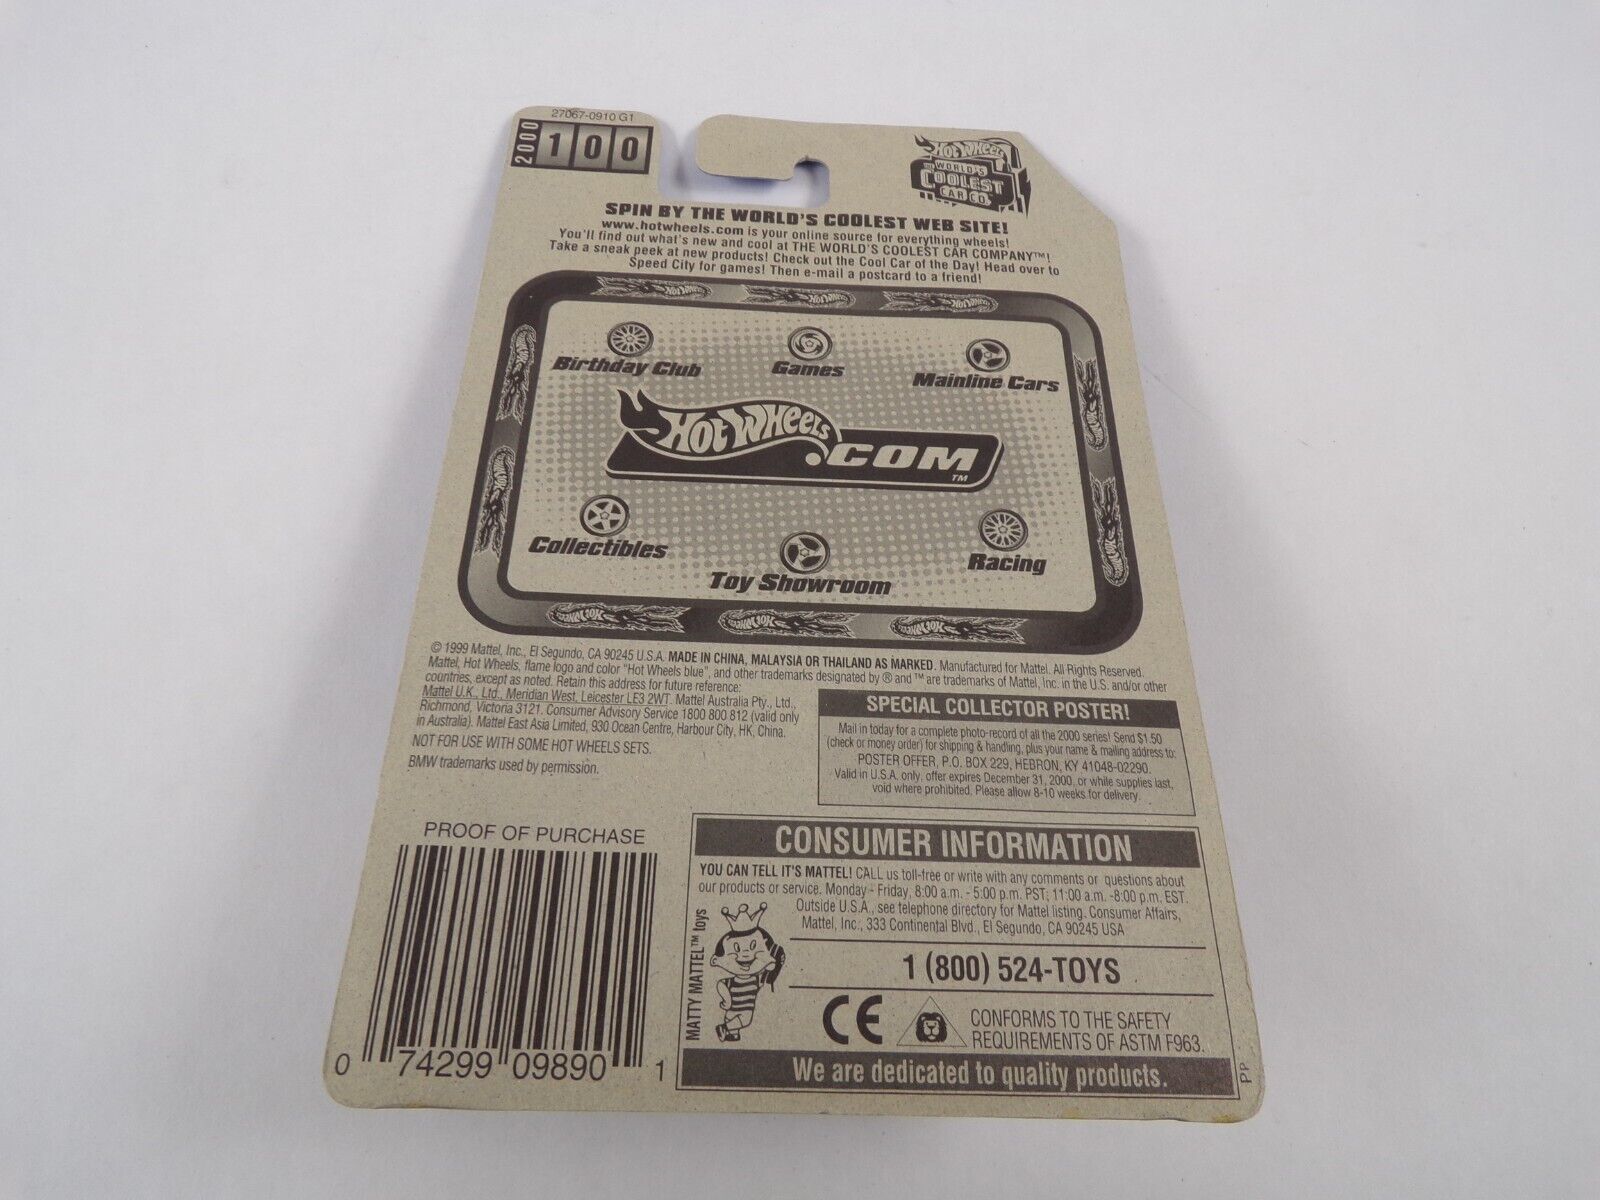 27067-0910 G1
2000
100
HOT WHEELS
WORLD'S
COOLEST
CAR CO.
SPIN BY THE WORLD'S COOLEST WEB SITE!
www.hotwheels.com is your online source for everything wheels!
You'll find out what's new and cool at THE WORLD'S COOLEST CAR COMPANY™!
Take a sneak peek at new products! Check out the Cool Car of the Day! Head over to
Speed City for games! Then e-mail a postcard to a friend!
Hot Wheels Hot Wheels Hot Wheels
Birthday Club
Games
Mainline Cars
Hot Wheels
.COM
TM
Collectibles
Toy Showroom
Racing
© 1999 Mattel, Inc., El Segundo, CA 90245 U.S.A. MADE IN CHINA, MALAYSIA OR THAILAND AS MARKED. Manufactured for Mattel. All Rights Reserved.
Mattel, Hot Wheels, flame logo and color "Hot Wheels blue", and other trademarks designated by ® and ™ are trademarks of Mattel, Inc. in the U.S. and/or other
countries, except as noted. Retain this address for future reference:
Mattel U.K., Ltd., Meridian West, Leicester LE3 2WT. Mattel Australia Pty., Ltd.,
Richmond, Victoria 3121. Consumer Advisory Service 1800 800 812 (valid only
in Australia). Mattel East Asia Limited, 930 Ocean Centre, Harbour City, HK, China.
NOT FOR USE WITH SOME HOT WHEELS SETS.
BMW trademarks used by permission.
SPECIAL COLLECTOR POSTER!
Mail in today for a complete photo-record of all the 2000 series! Send $1.50
(check or money order) for shipping & handling, plus your name & mailing address to:
POSTER OFFER, P.O. BOX 229, HEBRON, KY 41048-02290.
Valid in U.S.A. only, offer expires December 31, 2000, or while supplies last,
void where prohibited. Please allow 8-10 weeks for delivery.
PROOF OF PURCHASE
0 74299 09890 1
CONSUMER INFORMATION
YOU CAN TELL IT'S MATTEL! CALL us toll-free or write with any comments or questions about
our products or service. Monday - Friday, 8:00 a.m. - 5:00 p.m. PST; 11:00 a.m. -8:00 p.m. EST.
Outside U.S.A., see telephone directory for Mattel listing. Consumer Affairs,
Mattel, Inc., 333 Continental Blvd., El Segundo, CA 90245 USA
MATTY MATTEL™ toys
1 (800) 524-TOYS
CE
CONFORMS TO THE SAFETY
REQUIREMENTS OF ASTM F963.
We are dedicated to quality products.
PP